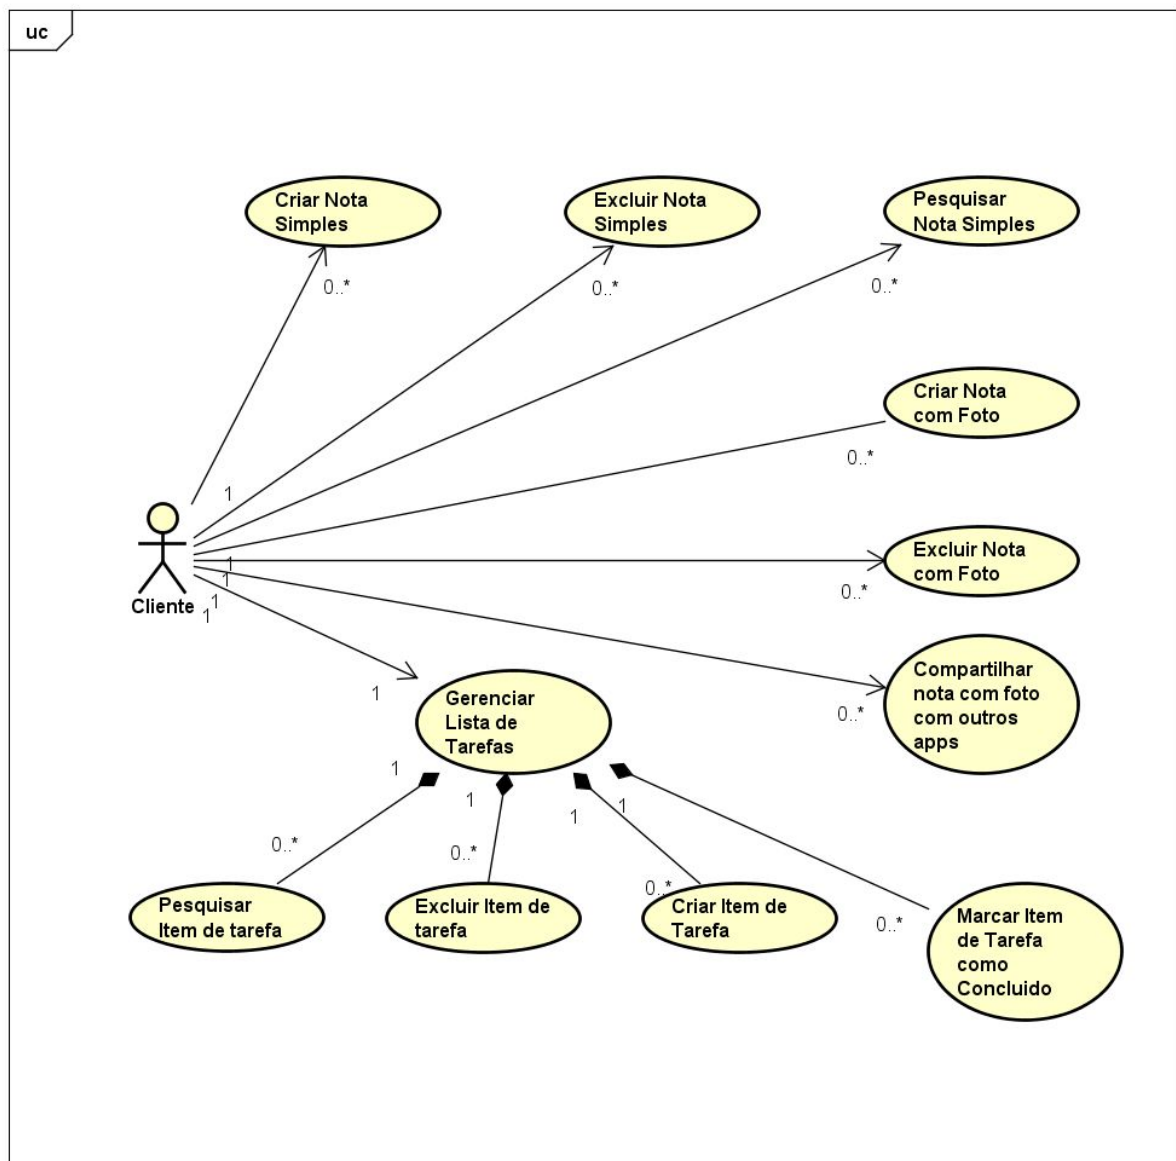 uc
Criar Nota
Simples
Excluir Nota
Simples
Pesquisar
Nota Simples
0..*
0..*
0..*
Criar Nota
com Foto
0..*
1
Excluir Nota
com Foto
0..*
1
1
1
1
Cliente
Compartilhar
nota com foto
com outros
apps
0..*
1
Gerenciar
Lista de
Tarefas
1
1
1
1
0..*
0..*
0..*
0..*
Pesquisar
Item de tarefa
Excluir Item de
tarefa
Criar Item de
Tarefa
Marcar Item
de Tarefa
como
Concluido